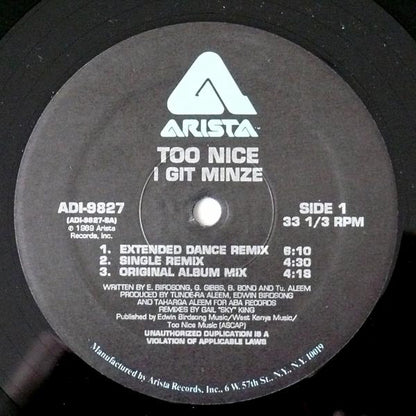 ARISTA™
TOO NICE
I GIT MINZE
ADI-9827
(ADI-9827-SA)
℗ 1989 Arista
Records, Inc.
SIDE 1
33 1/3 RPM
1. EXTENDED DANCE REMIX 6:10
2. SINGLE REMIX 4:30
3. ORIGINAL ALBUM MIX 4:18
WRITTEN BY E. BIRDSONG, G. GIBBS, B. BOND AND Tu. ALEEM
PRODUCED BY TUNDE-RA ALEEM, EDWIN BIRDSONG
AND TAHARQA ALEEM FOR ABA RECORDS
REMIXES BY GAIL "SKY" KING
Published by Edwin Birdsong Music/West Kenya Music/
Too Nice Music (ASCAP)
UNAUTHORIZED DUPLICATION IS A
VIOLATION OF APPLICABLE LAWS
Manufactured by Arista Records, Inc., 6 W. 57th St., N.Y., N.Y. 10019